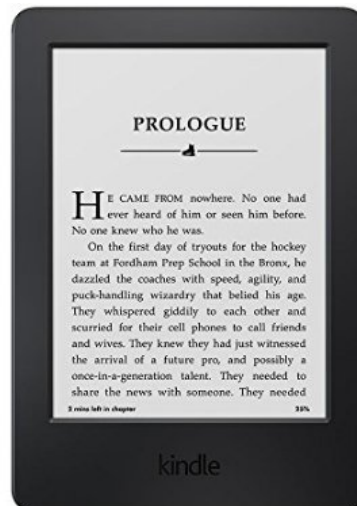 PROLOGUE
HE CAME FROM nowhere. No one had
ever heard of him or seen him before.
No one knew who he was.
On the first day of tryouts for the hockey
team at Fordham Prep School in the Bronx, he
dazzled the coaches with speed, agility, and
puck-handling wizardry that belied his age.
They whispered giddily to each other and
scurried for their cell phones to call friends
and wives. They knew they had just witnessed
the arrival of a future pro, and possibly a
once-in-a-generation talent. They needed to
share the news with someone. They needed
2 mins left in chapter 25%
kindle